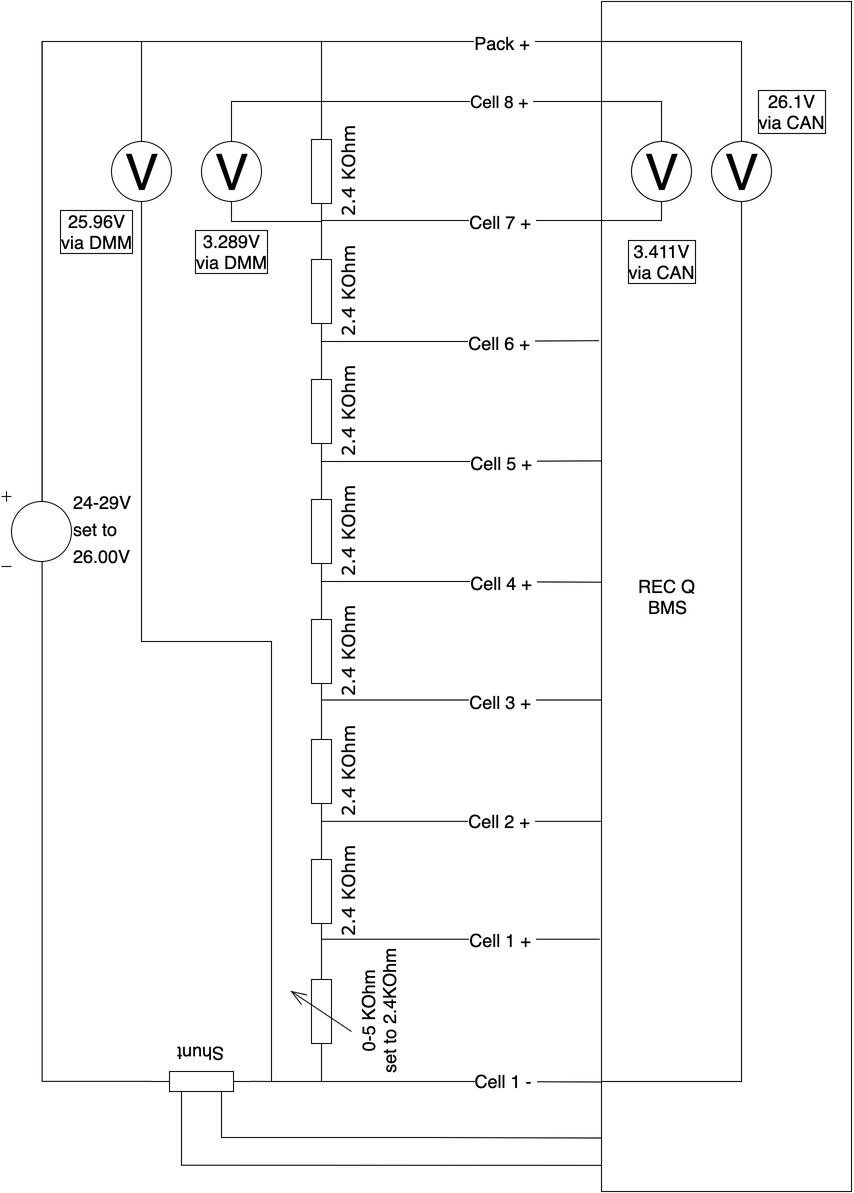 Pack +
Cell 8 +
26.1V
via CAN
V
V
V
V
2.4 KOhm
25.96V
via DMM
3.289V
via DMM
Cell 7 +
3.411V
via CAN
2.4 KOhm
Cell 6 +
2.4 KOhm
Cell 5 +
+
24-29V
set to
26.00V
−
2.4 KOhm
Cell 4 +
REC Q
BMS
2.4 KOhm
Cell 3 +
2.4 KOhm
Cell 2 +
2.4 KOhm
Cell 1 +
0-5 KOhm
set to 2.4KOhm
Shunt
Cell 1 -